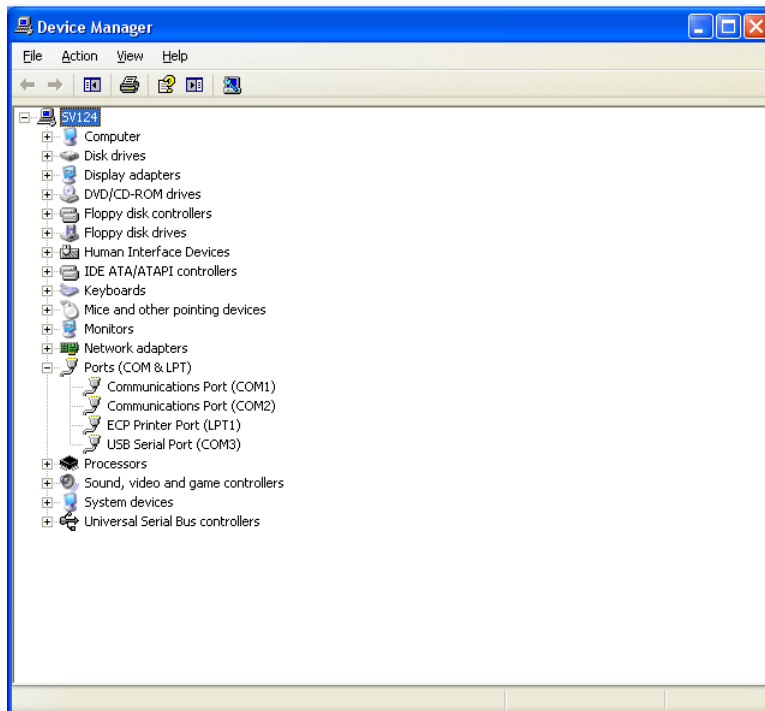 Device Manager
File Action View Help
SV124
Computer
Disk drives
Display adapters
DVD/CD-ROM drives
Floppy disk controllers
Floppy disk drives
Human Interface Devices
IDE ATA/ATAPI controllers
Keyboards
Mice and other pointing devices
Monitors
Network adapters
Ports (COM & LPT)
Communications Port (COM1)
Communications Port (COM2)
ECP Printer Port (LPT1)
USB Serial Port (COM3)
Processors
Sound, video and game controllers
System devices
Universal Serial Bus controllers